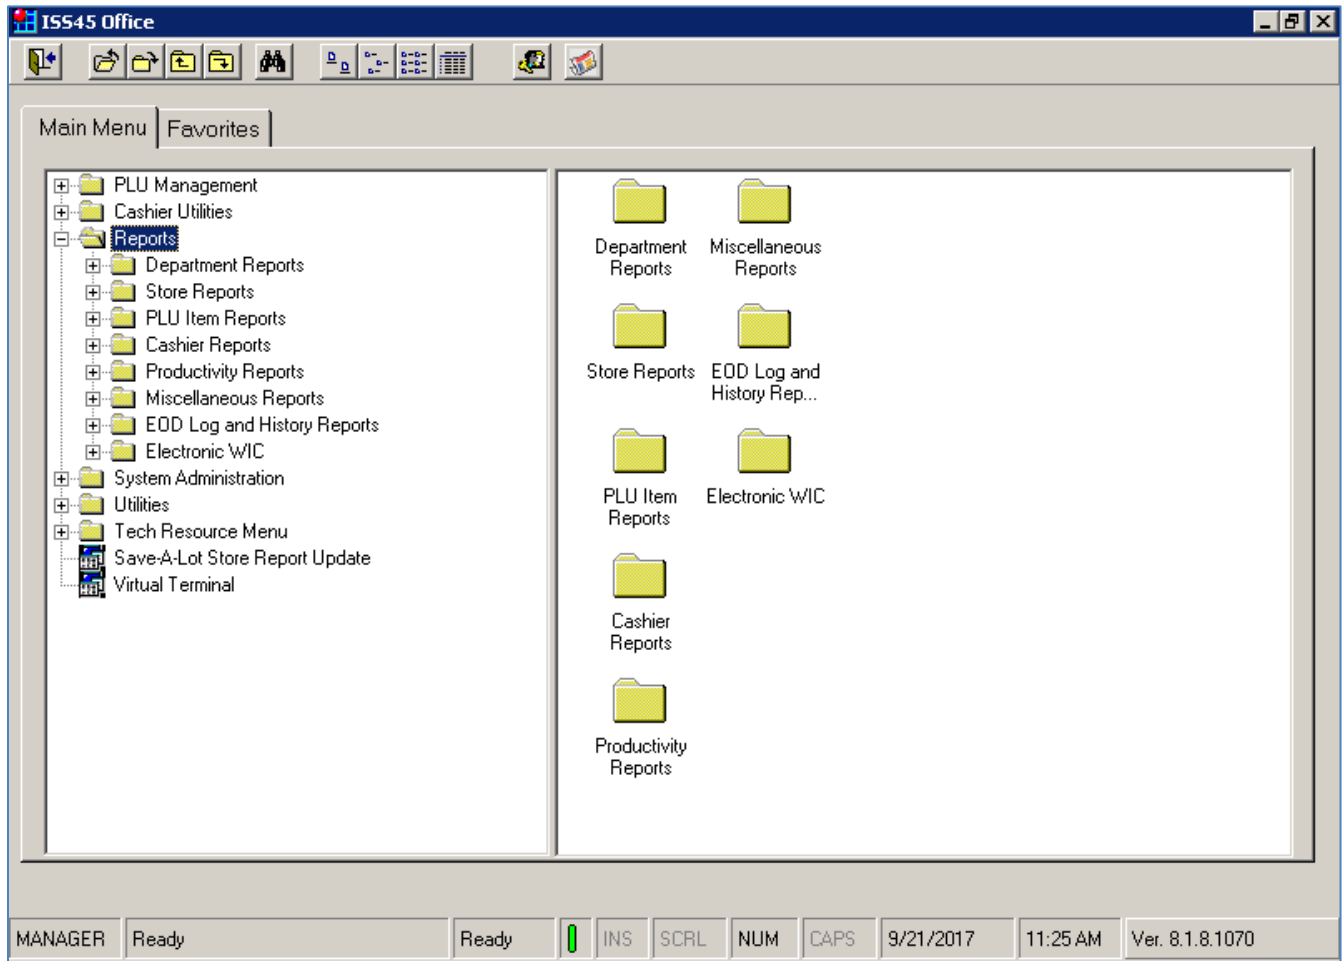 ISS45 Office
Main Menu
Favorites
PLU Management
Cashier Utilities
Reports
Department Reports
Store Reports
PLU Item Reports
Cashier Reports
Productivity Reports
Miscellaneous Reports
EOD Log and History Reports
Electronic WIC
System Administration
Utilities
Tech Resource Menu
Save-A-Lot Store Report Update
Virtual Terminal
Department
Reports
Miscellaneous
Reports
Store Reports
EOD Log and
History Rep...
PLU Item
Reports
Electronic WIC
Cashier
Reports
Productivity
Reports
MANAGER Ready Ready INS SCRL NUM CAPS 9/21/2017 11:25 AM Ver. 8.1.8.1070